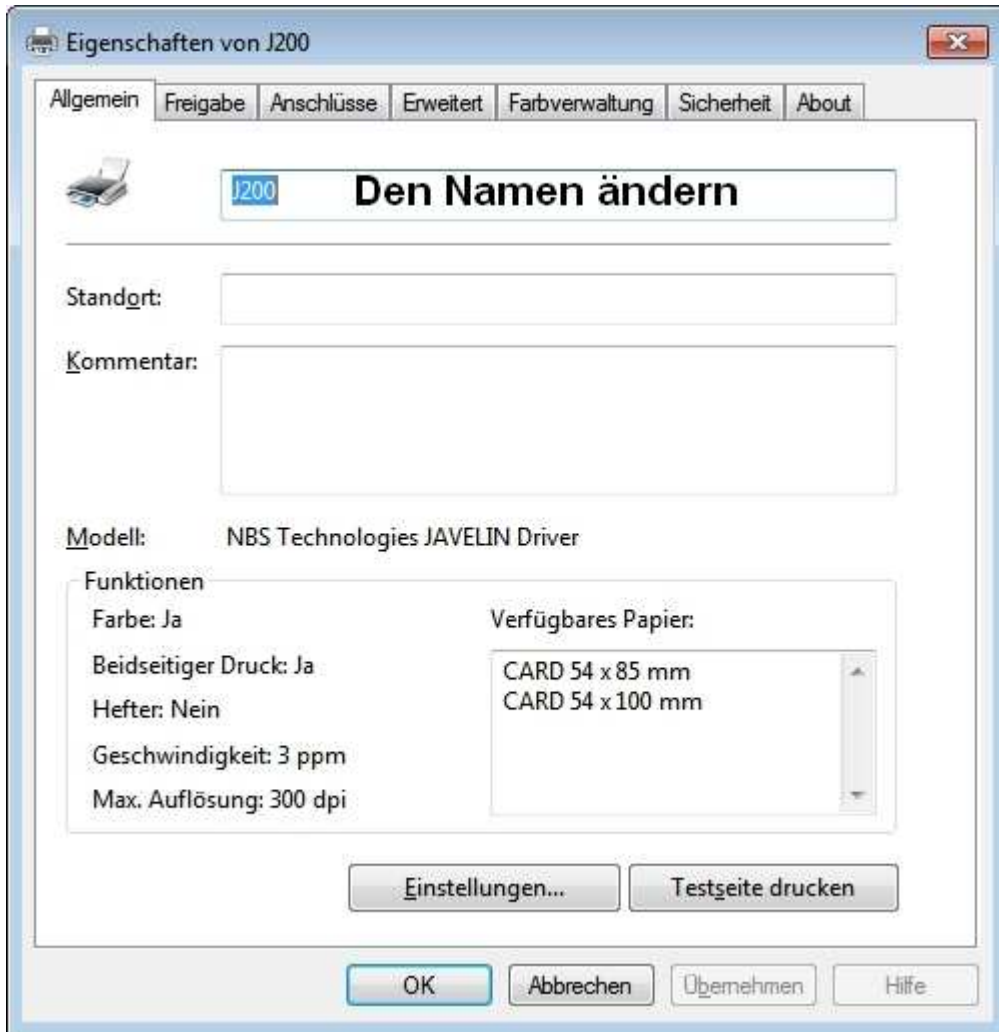 Eigenschaften von J200
Allgemein Freigabe Anschlüsse Erweitert Farbverwaltung Sicherheit About
J200 Den Namen ändern
Standort:
Kommentar:
Modell: NBS Technologies JAVELIN Driver
Funktionen
Farbe: Ja
Beidseitiger Druck: Ja
Hefter: Nein
Geschwindigkeit: 3 ppm
Max. Auflösung: 300 dpi
Verfügbares Papier:
CARD 54 x 85 mm
CARD 54 x 100 mm
Einstellungen... Testseite drucken
OK Abbrechen Übernehmen Hilfe